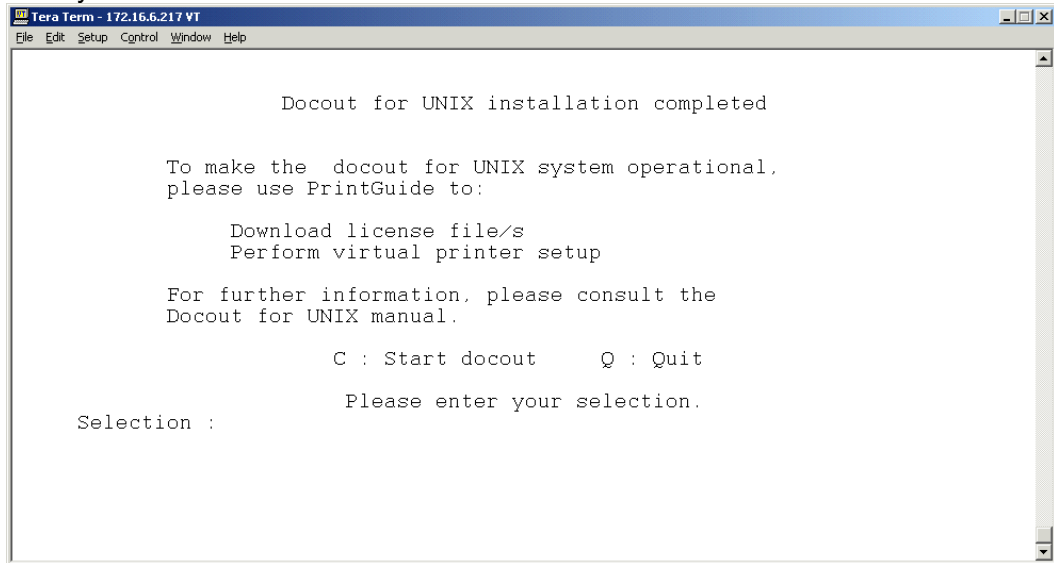 Tera Term - 172.16.6.217 VT
File Edit Setup Control Window Help
Docout for UNIX installation completed
To make the  docout for UNIX system operational,
please use PrintGuide to:
Download license file/s
Perform virtual printer setup
For further information, please consult the
Docout for UNIX manual.
C : Start docout     Q : Quit
Please enter your selection.
Selection :